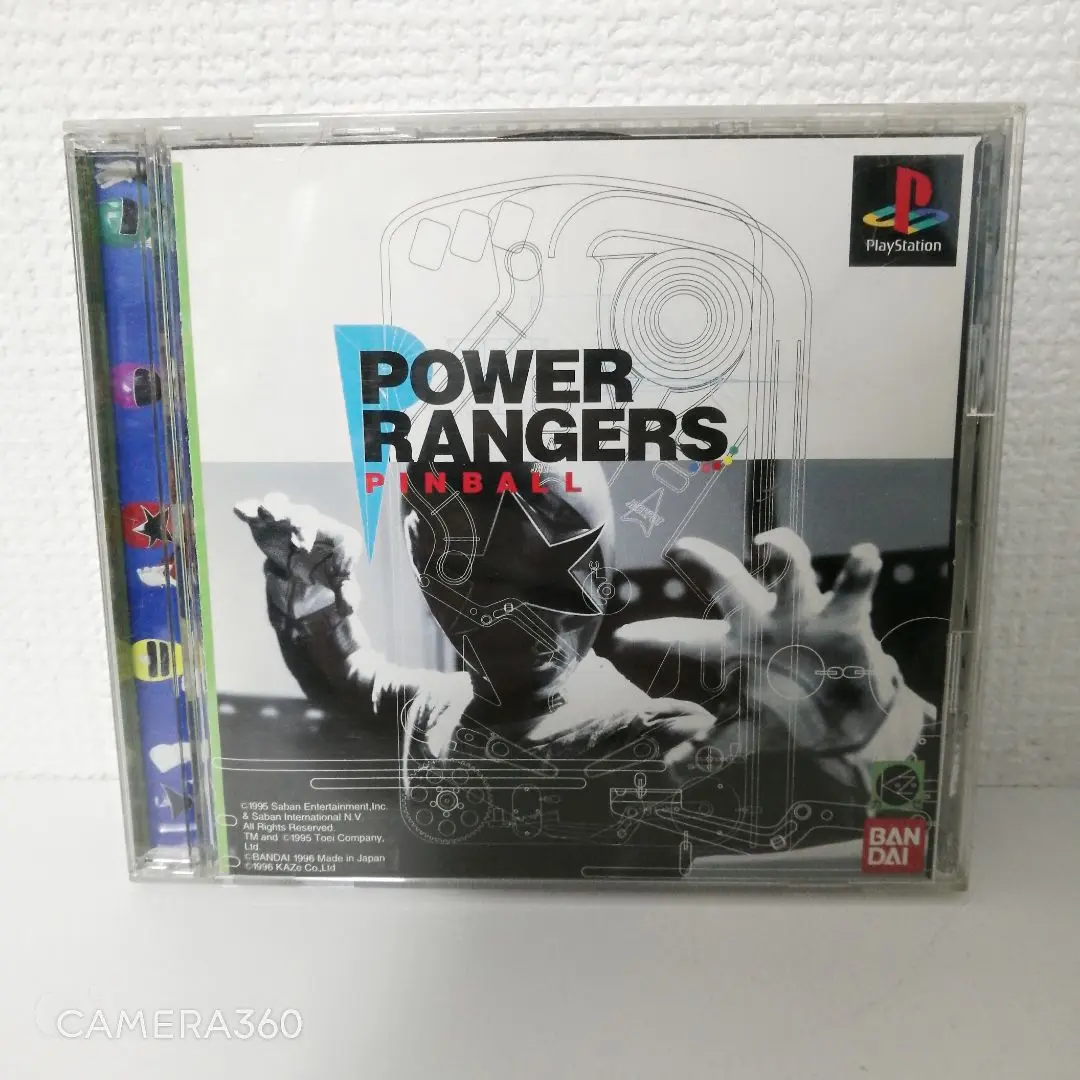 PlayStation
POWER
RANGERS
PINBALL
©1995 Saban Entertainment,Inc.
& Saban International N.V.
All Rights Reserved.
TM and ©1995 Toei Company,
Ltd.
©BANDAI 1996 Made in Japan
©1996 KAZe Co.,Ltd
BAN
DAI
CAMERA360